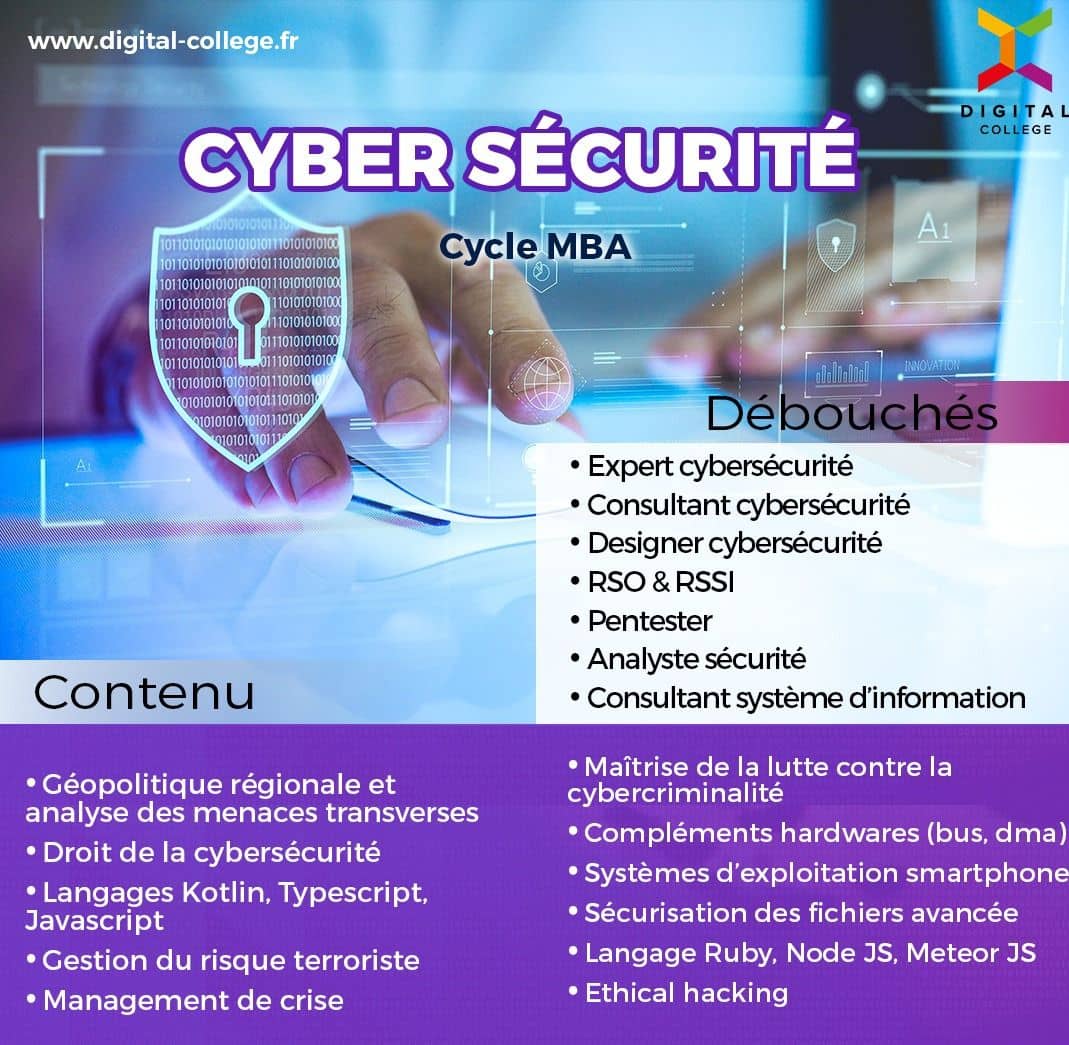 www.digital-college.fr
DIGITAL
COLLEGE
CYBER SÉCURITÉ
Cycle MBA
A1
INNOVATION
A1
Débouchés
• Expert cybersécurité
• Consultant cybersécurité
• Designer cybersécurité
• RSO & RSSI
• Pentester
• Analyste sécurité
• Consultant système d'information
Contenu
• Géopolitique régionale et
analyse des menaces transverses
• Droit de la cybersécurité
• Langages Kotlin, Typescript,
Javascript
• Gestion du risque terroriste
• Management de crise
• Maîtrise de la lutte contre la
cybercriminalité
• Compléments hardwares (bus, dma)
• Systèmes d'exploitation smartphone
• Sécurisation des fichiers avancée
• Langage Ruby, Node JS, Meteor JS
• Ethical hacking